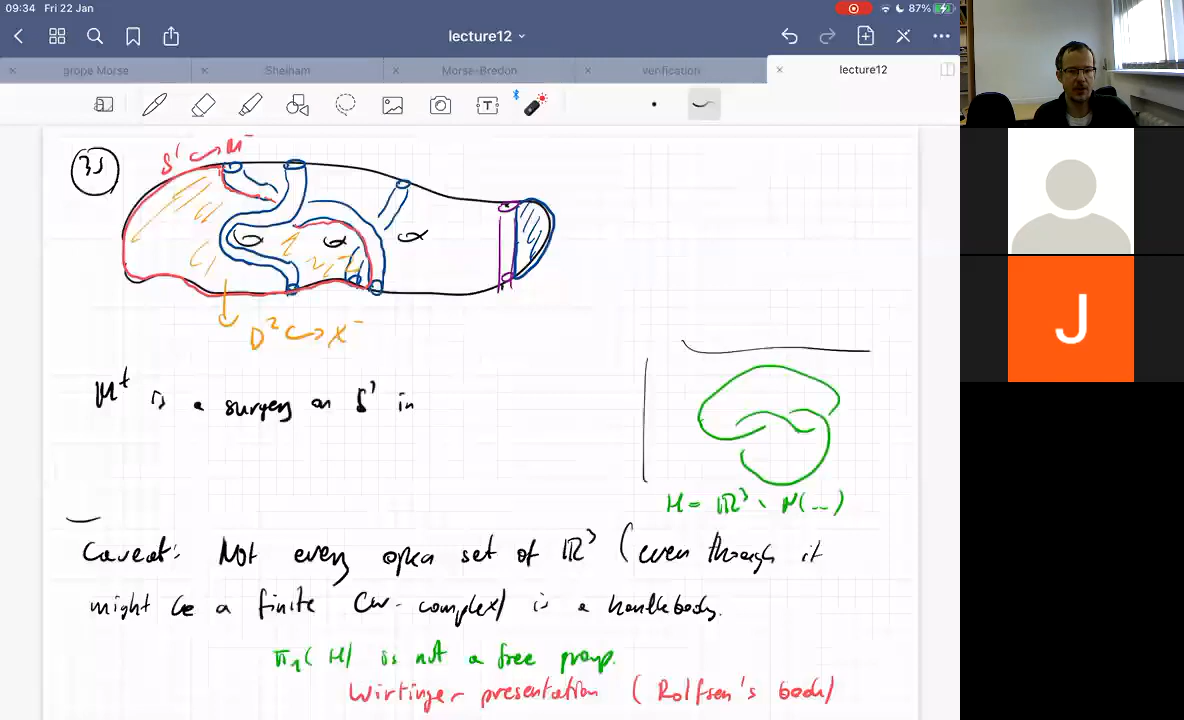 09:34 Fri 22 Jan
87%
lecture12
grope Morse
Sheiham
Morse-Bredon
verification
lecture12
35
S¹ ↪ M⁻
D² ↪ X⁻
M⁺ is a surgery on S¹ in
M = ℝ³ \ N(...)
Caveat: Not every open set of ℝ³ (even though it
might be a finite CW-complex) is a handlebody.
π₁(M) is not a free group.
Wirtinger presentation (Rolfsen's book)
J